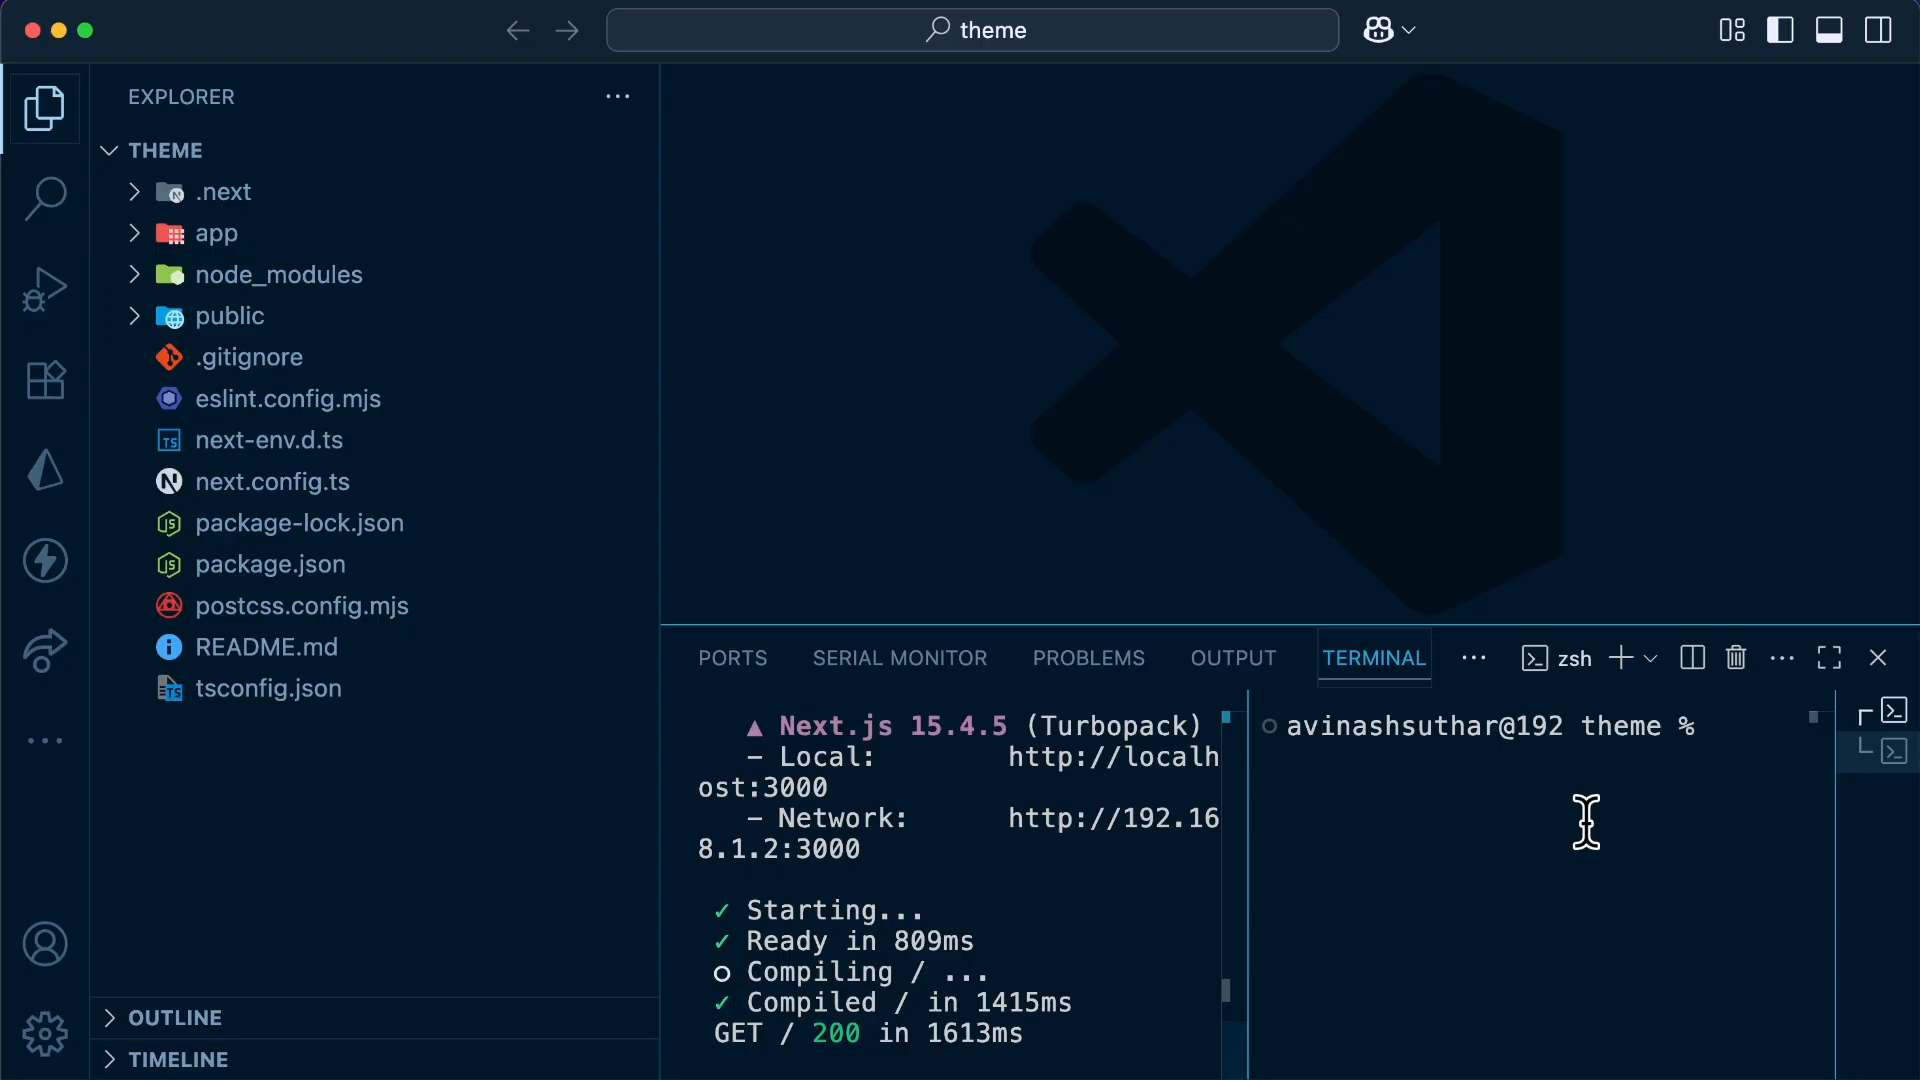 theme
EXPLORER
THEME
.next
app
node_modules
public
.gitignore
eslint.config.mjs
next-env.d.ts
next.config.ts
package-lock.json
package.json
postcss.config.mjs
README.md
tsconfig.json
OUTLINE
TIMELINE
PORTS SERIAL MONITOR PROBLEMS OUTPUT TERMINAL zsh
▲ Next.js 15.4.5 (Turbopack)
- Local: http://localh
ost:3000
- Network: http://192.16
8.1.2:3000
✓ Starting...
✓ Ready in 809ms
○ Compiling / ...
✓ Compiled / in 1415ms
GET / 200 in 1613ms
avinashsuthar@192 theme %